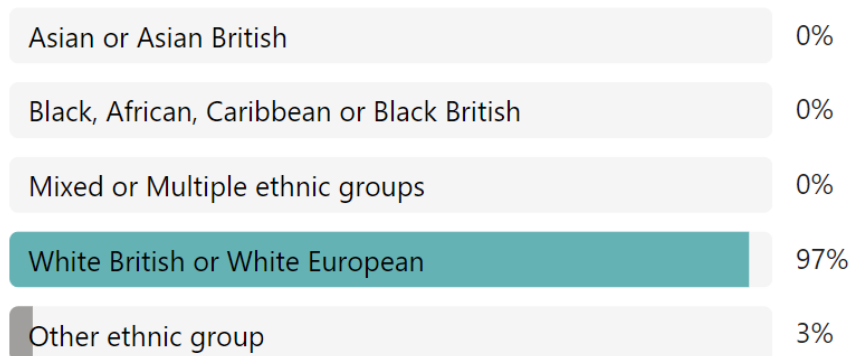 Asian or Asian British 0%
Black, African, Caribbean or Black British 0%
Mixed or Multiple ethnic groups 0%
White British or White European 97%
Other ethnic group 3%